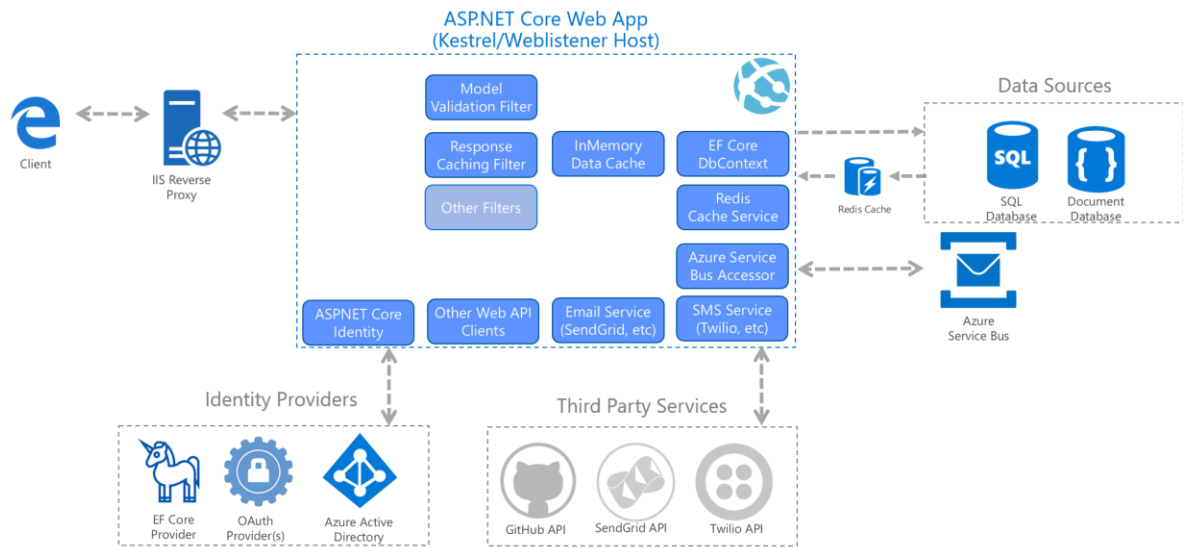 ASP.NET Core Web App
(Kestrel/Weblistener Host)
Model
Validation Filter
Data Sources
Client
IIS Reverse
Proxy
Response
Caching Filter
InMemory
Data Cache
EF Core
DbContext
SQL
{ }
Other Filters
Redis
Cache Service
Redis Cache
SQL
Database
Document
Database
Azure Service
Bus Accessor
ASPNET Core
Identity
Other Web API
Clients
Email Service
(SendGrid, etc)
SMS Service
(Twilio, etc)
Azure
Service Bus
Identity Providers
Third Party Services
EF Core
Provider
OAuth
Provider(s)
Azure Active
Directory
GitHub API
SendGrid API
Twilio API